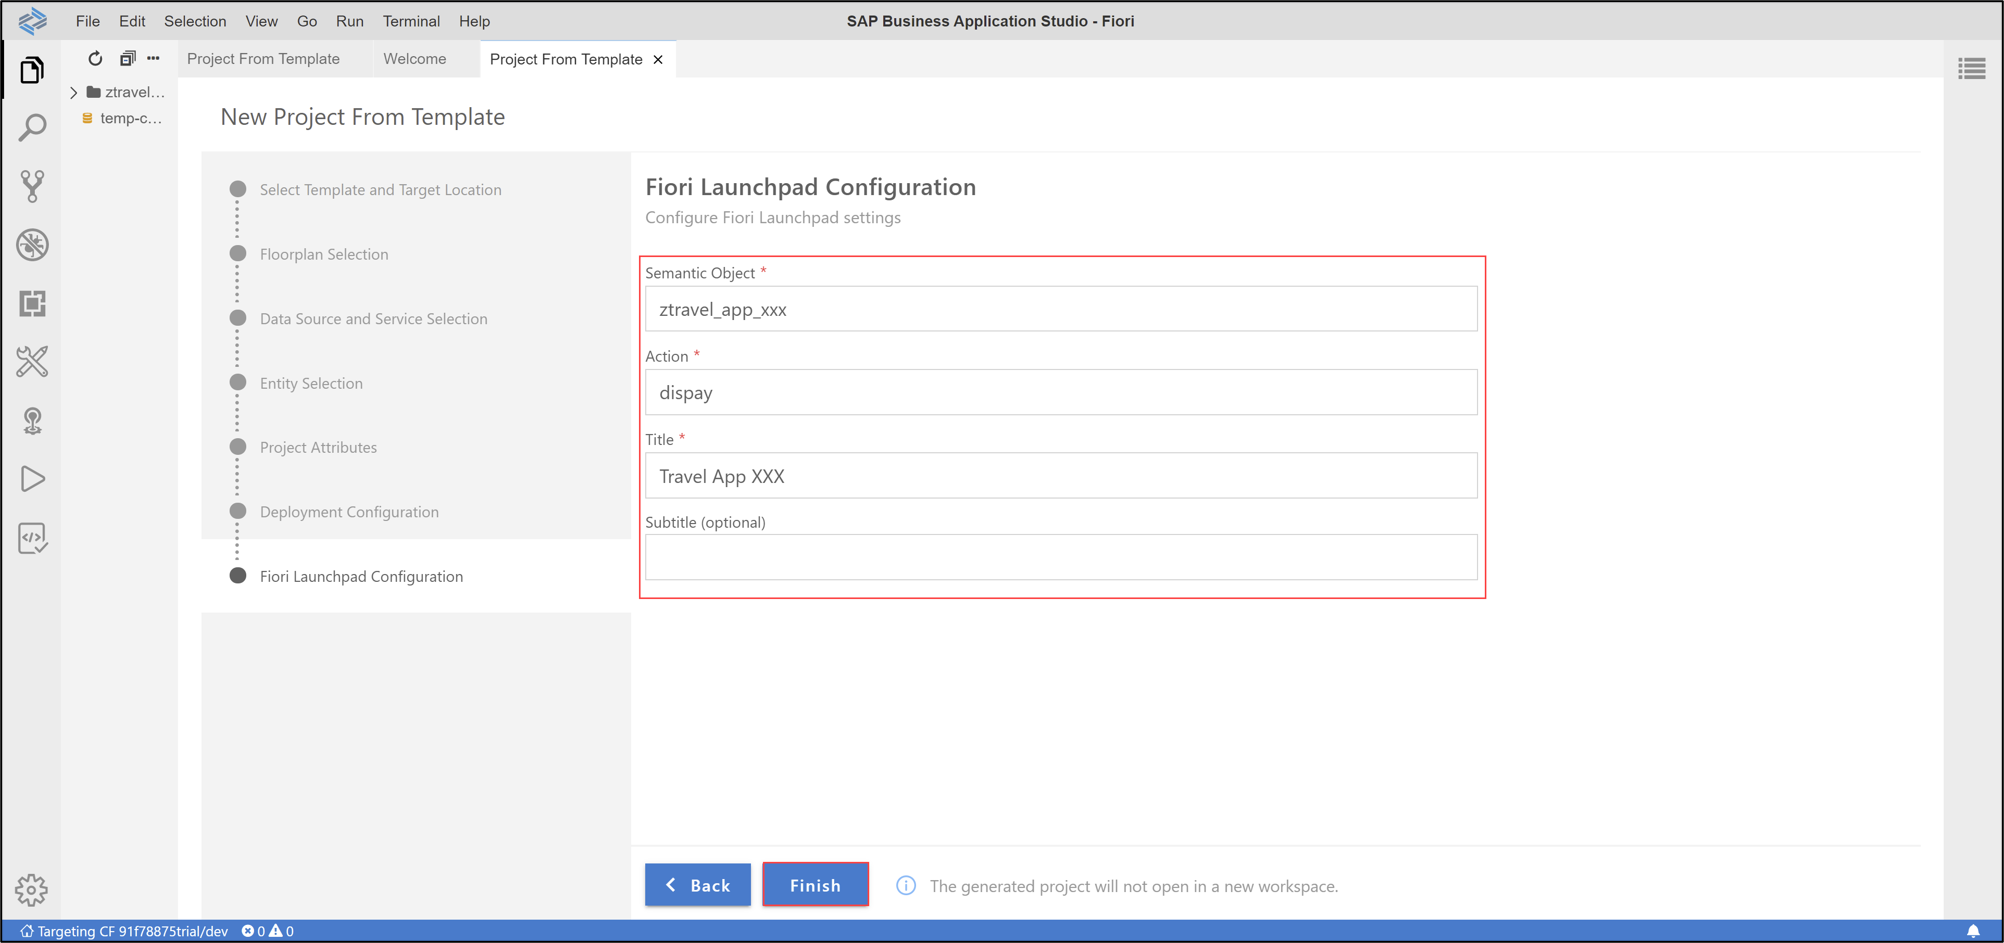 File Edit Selection View Go Run Terminal Help SAP Business Application Studio - Fiori
Project From Template Welcome Project From Template
ztravel...
temp-c...
New Project From Template
Select Template and Target Location
Floorplan Selection
Data Source and Service Selection
Entity Selection
Project Attributes
Deployment Configuration
Fiori Launchpad Configuration
Fiori Launchpad Configuration
Configure Fiori Launchpad settings
Semantic Object *
ztravel_app_xxx
Action *
dispay
Title *
Travel App XXX
Subtitle (optional)
Back Finish The generated project will not open in a new workspace.
Targeting CF 91f78875trial/dev 0 0